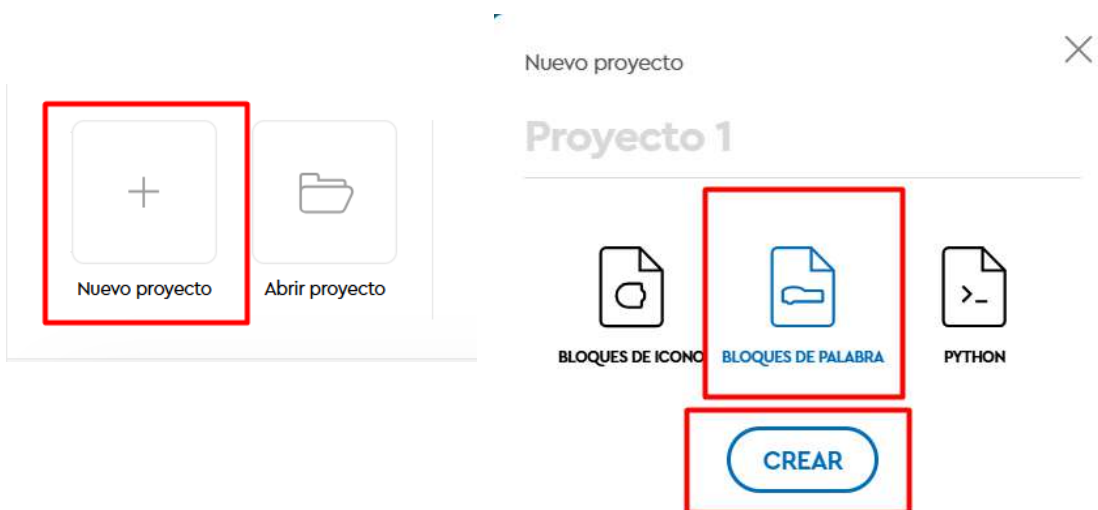 Nuevo proyecto
Abrir proyecto
Nuevo proyecto
Proyecto 1
BLOQUES DE ICONO
BLOQUES DE PALABRA
>_
PYTHON
CREAR